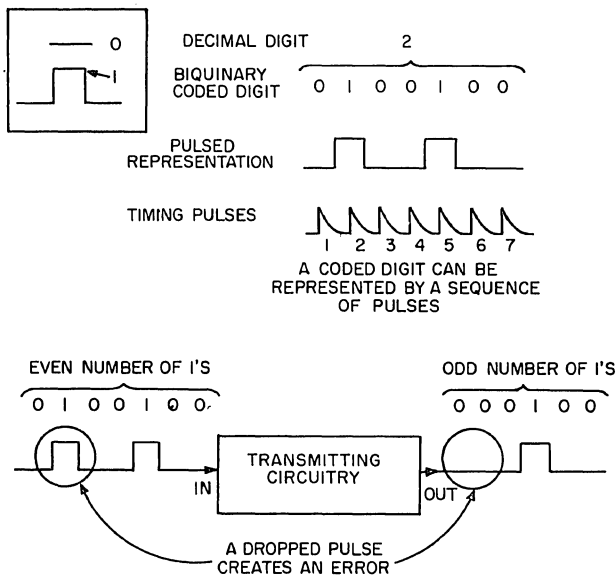 0
1
DECIMAL DIGIT 2
BIQUINARY
CODED DIGIT 0 1 0 0 1 0 0
PULSED
REPRESENTATION
TIMING PULSES
1 2 3 4 5 6 7
A CODED DIGIT CAN BE
REPRESENTED BY A SEQUENCE
OF PULSES
EVEN NUMBER OF 1'S
0 1 0 0 1 0 0
ODD NUMBER OF 1'S
0 0 0 1 0 0
IN
TRANSMITTING
CIRCUITRY
OUT
A DROPPED PULSE
CREATES AN ERROR